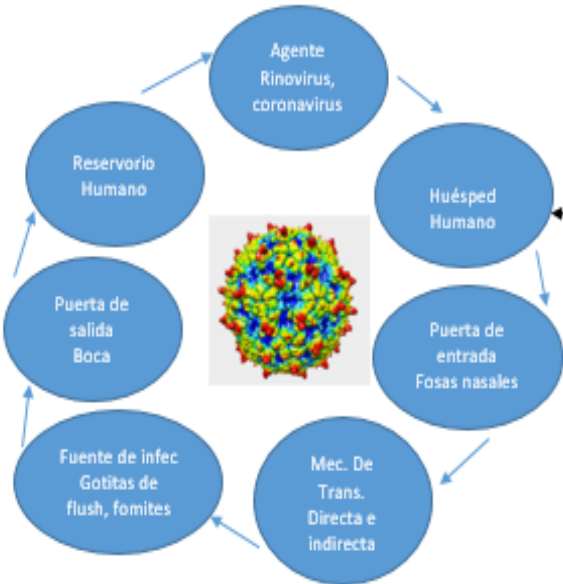 Agente
Rinovirus,
coronavirus
Huésped
Humano
Puerta de
entrada
Fosas nasales
Mec. De
Trans.
Directa e
indirecta
Fuente de infec
Gotitas de
flush, fomites
Puerta de
salida
Boca
Reservorio
Humano